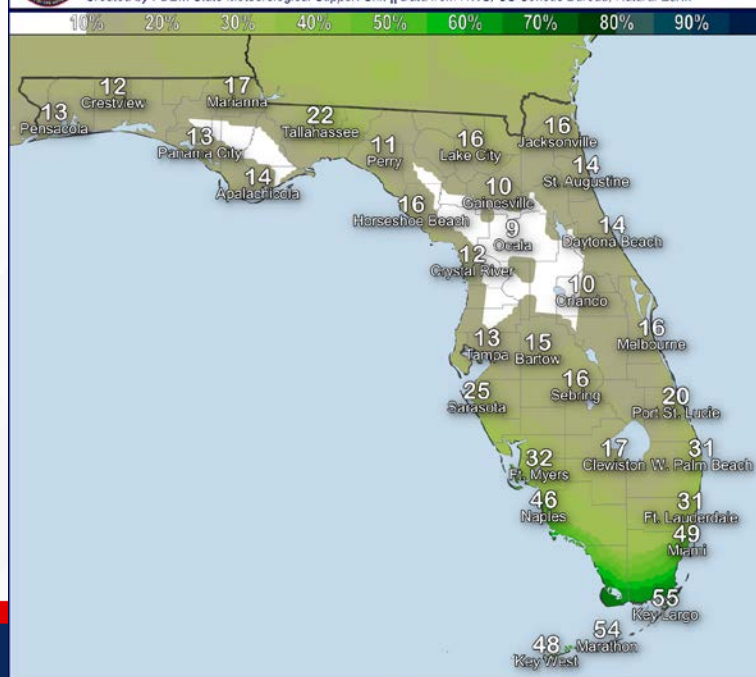 10% 20% 30% 40% 50% 60% 70% 80% 90%
12
Crestview
17
Marianna
13
Pensacola
22
Tallahassee
13
Panama City
11
Perry
16
Lake City
16
Jacksonville
14
St. Augustine
14
Apalachicola
10
Gainesville
16
Horseshoe Beach
9
Ocala
14
Daytona Beach
12
Crystal River
10
Orlando
16
Melbourne
13
Tampa
15
Bartow
16
Sebring
25
Sarasota
20
Port St. Lucie
32
Ft. Myers
17
Clewiston
31
W. Palm Beach
46
Naples
31
Ft. Lauderdale
49
Miami
55
Key Largo
54
Marathon
48
Key West